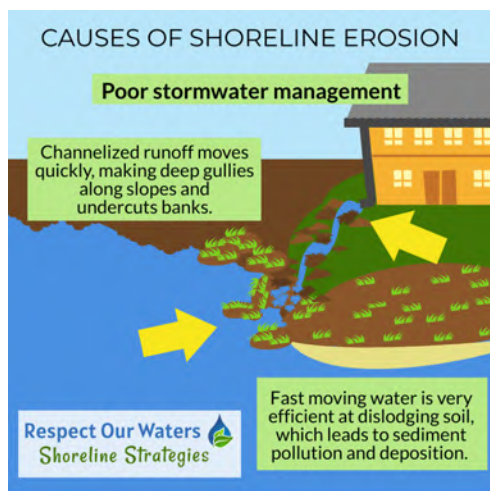 CAUSES OF SHORELINE EROSION
Poor stormwater management
Channelized runoff moves
quickly, making deep gullies
along slopes and
undercuts banks.
Fast moving water is very
efficient at dislodging soil,
which leads to sediment
pollution and deposition.
Respect Our Waters
Shoreline Strategies